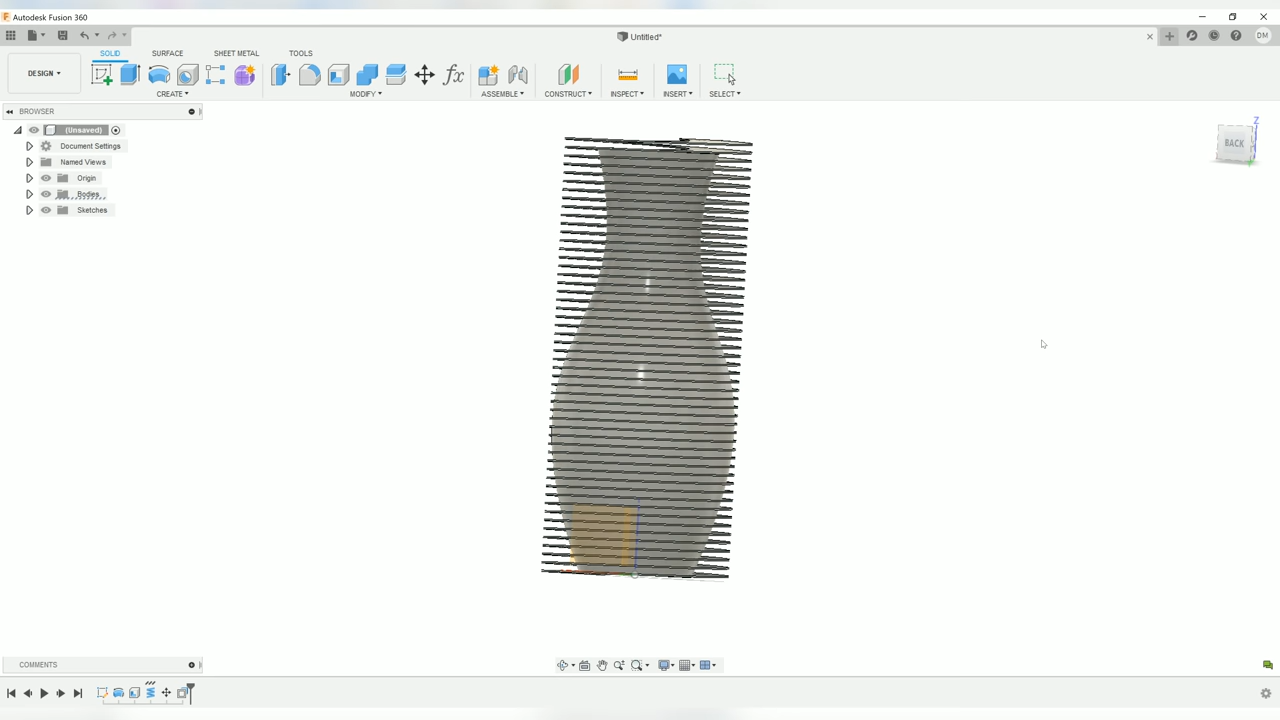 Autodesk Fusion 360
Untitled*
DM
SOLID SURFACE SHEET METAL TOOLS
DESIGN
CREATE MODIFY ASSEMBLE CONSTRUCT INSPECT INSERT SELECT
BROWSER
(Unsaved)
Document Settings
Named Views
Origin
Bodies
Sketches
Z
BACK
COMMENTS